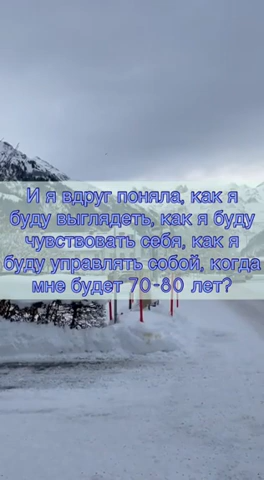 И я вдруг поняла, как я
буду выглядеть, как я буду
чувствовать себя, как я
буду управлять собой, когда
мне будет 70-80 лет?